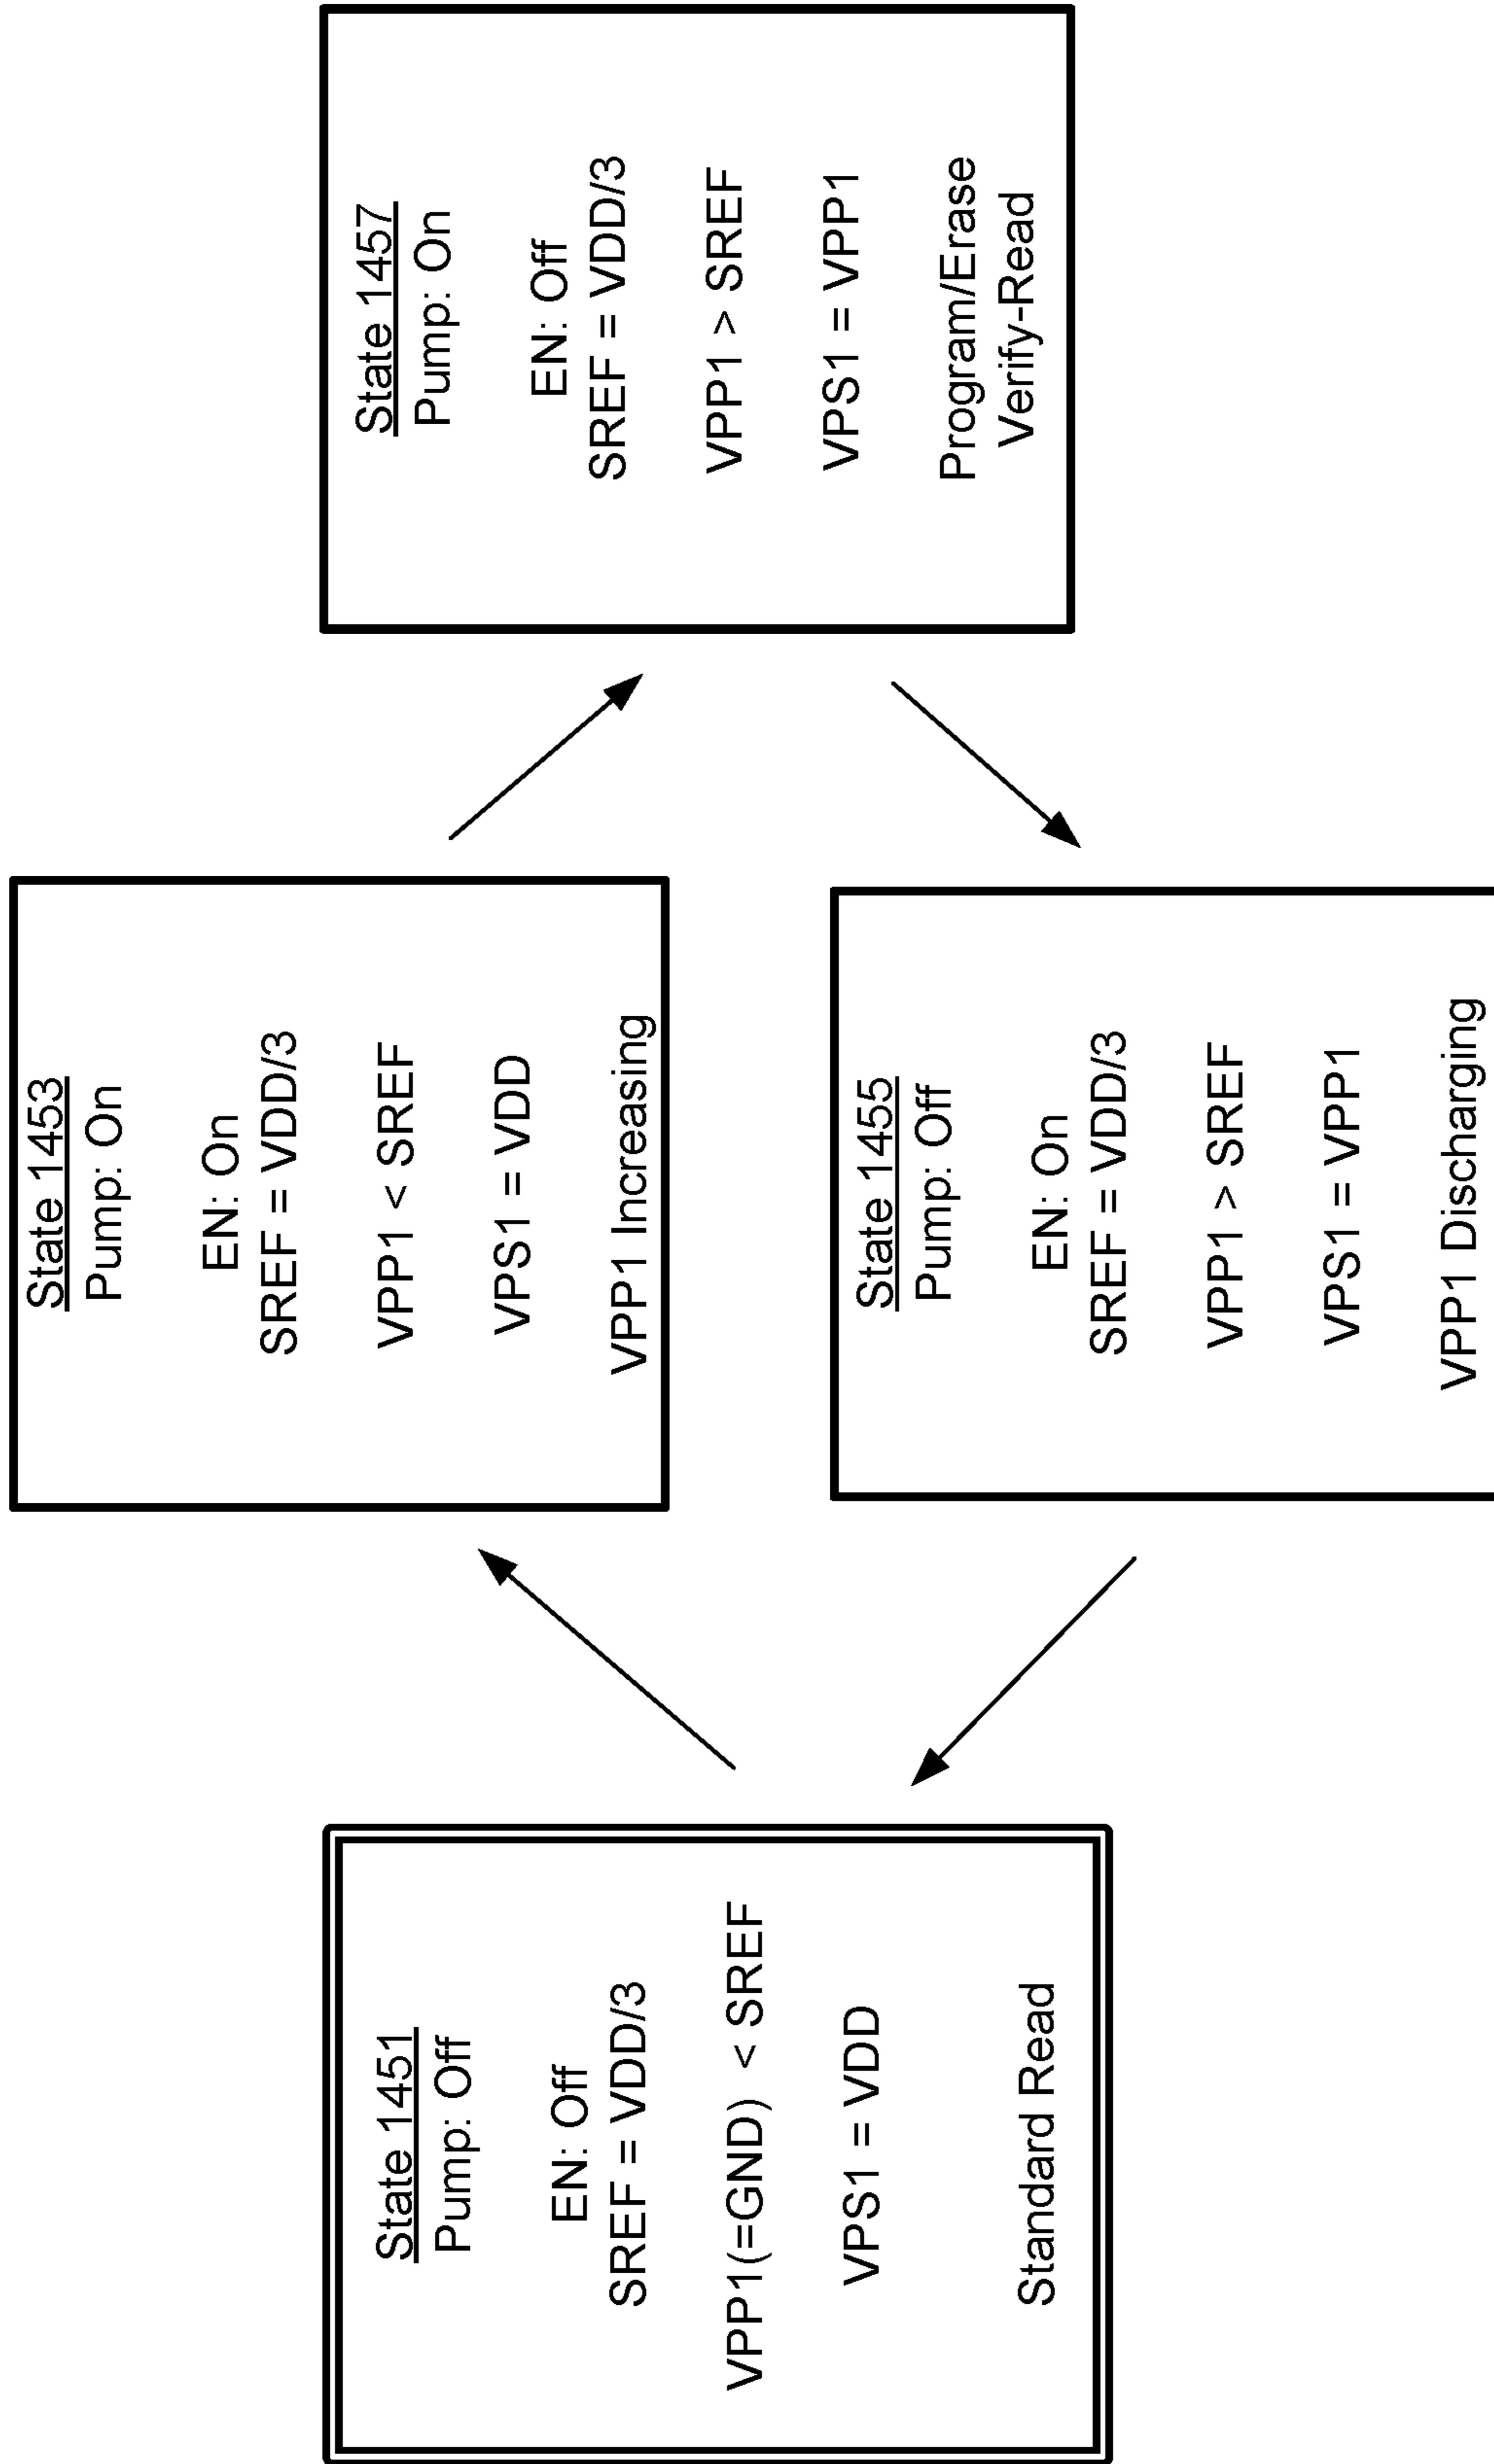 State 1451
Pump: Off
EN: Off
SREF = VDD/3
VPP1(=GND) < SREF
VPS1 = VDD
Standard Read
State 1453
Pump: On
EN: On
SREF = VDD/3
VPP1 < SREF
VPS1 = VDD
VPP1 Increasing
State 1455
Pump: Off
EN: On
SREF = VDD/3
VPP1 > SREF
VPS1 = VPP1
VPP1 Discharging
State 1457
Pump: On
EN: Off
SREF = VDD/3
VPP1 > SREF
VPS1 = VPP1
Program/Erase
Verify-Read